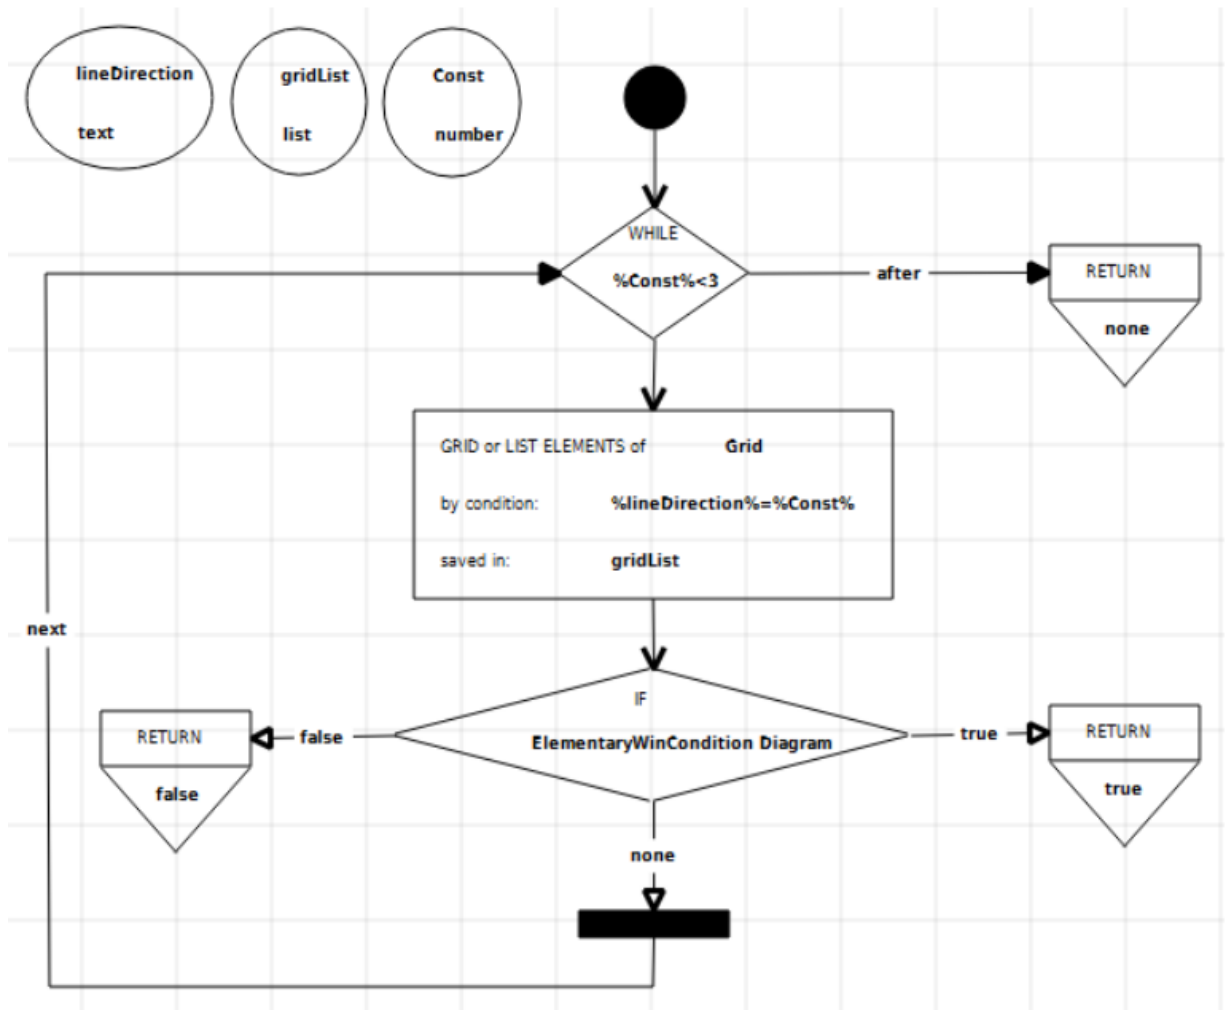 lineDirection
text
gridList
list
Const
number
WHILE
%Const%<3
after
RETURN
none
GRID or LIST ELEMENTS of Grid
by condition: %lineDirection%=%Const%
saved in: gridList
next
IF
ElementaryWinCondition Diagram
false
RETURN
false
true
RETURN
true
none